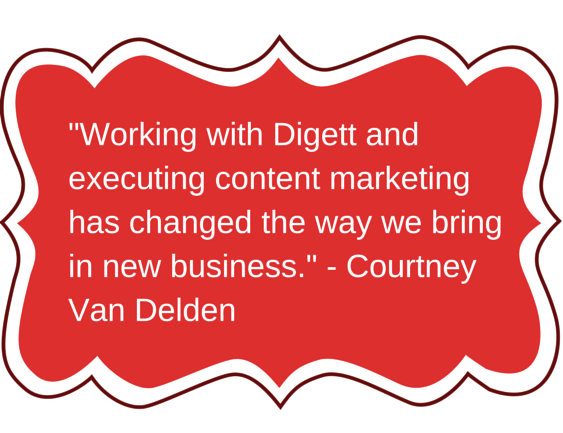 "Working with Digett and
executing content marketing
has changed the way we bring
in new business." - Courtney
Van Delden